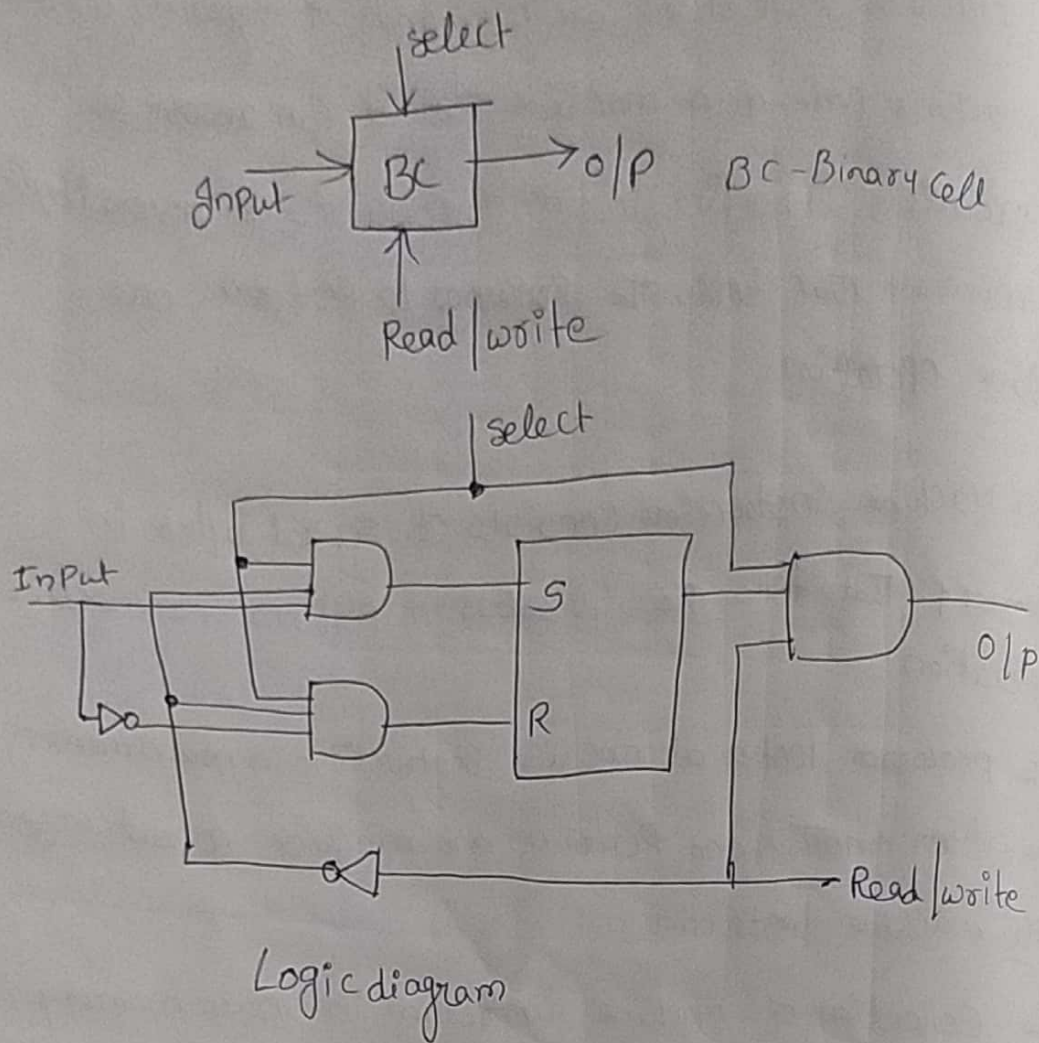 select
Input
BC
O/P
BC - Binary Cell
Read/write
select
Input
S
O/P
R
Read/write
Logic diagram